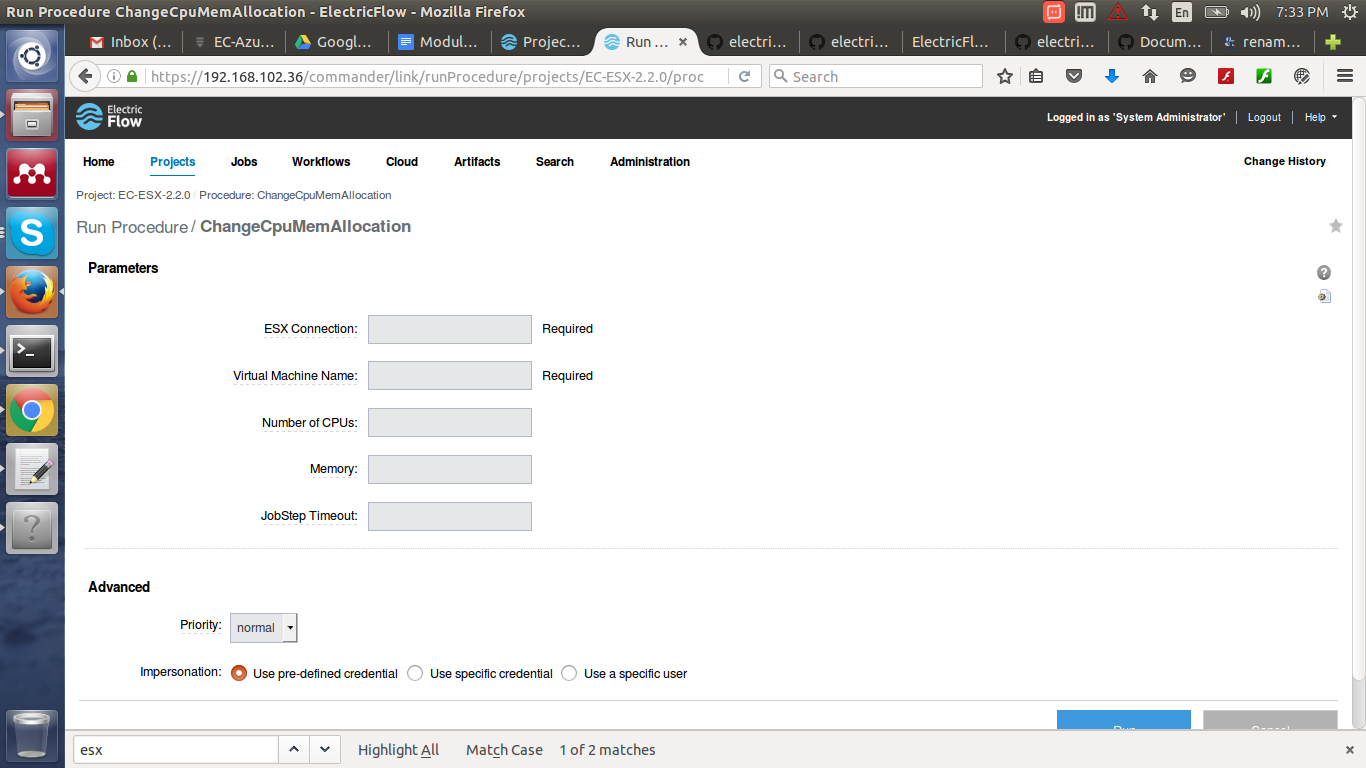 Run Procedure ChangeCpuMemAllocation - ElectricFlow - Mozilla Firefox
En
7:33 PM
Inbox (...
EC-Azu...
Googl...
Modul...
Projec...
Run ...
electri...
electri...
ElectricFl...
electri...
Docum...
renam...
https://192.168.102.36/commander/link/runProcedure/projects/EC-ESX-2.2.0/proc
Search
Electric
Flow
Logged in as 'System Administrator'
Logout
Help
Home
Projects
Jobs
Workflows
Cloud
Artifacts
Search
Administration
Change History
Project: EC-ESX-2.2.0 / Procedure: ChangeCpuMemAllocation
Run Procedure / ChangeCpuMemAllocation
Parameters
ESX Connection:
Required
Virtual Machine Name:
Required
Number of CPUs:
Memory:
JobStep Timeout:
Advanced
Priority:
normal
Impersonation:
Use pre-defined credential
Use specific credential
Use a specific user
Run
Cancel
esx
Highlight All
Match Case
1 of 2 matches